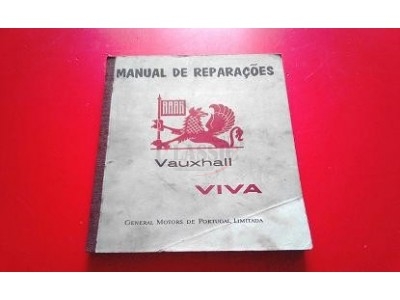 MANUAL DE REPARAÇÕES
Vauxhall
VIVA
GENERAL MOTORS DE PORTUGAL, LIMITADA